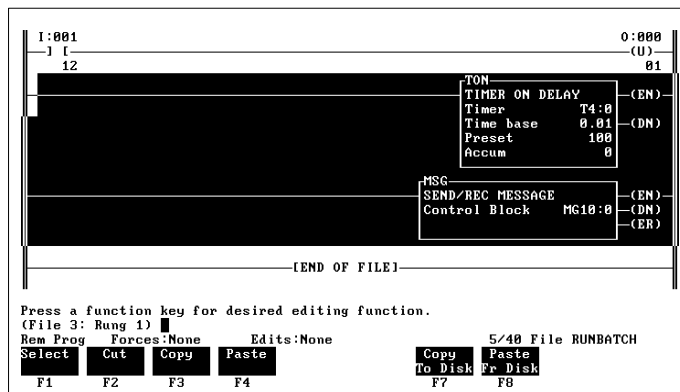 I:001 O:000
] [ (U)
12 01
TON
TIMER ON DELAY (EN)
Timer T4:0
Time base 0.01 (DN)
Preset 100
Accum 0
MSG
SEND/REC MESSAGE (EN)
Control Block MG10:0 (DN)
(ER)
[END OF FILE]
Press a function key for desired editing function.
(File 3: Rung 1)
Rem Prog Forces:None Edits:None 5/40 File RUNBATCH
Select Cut Copy Paste Copy Paste
To Disk Fr Disk
F1 F2 F3 F4 F7 F8